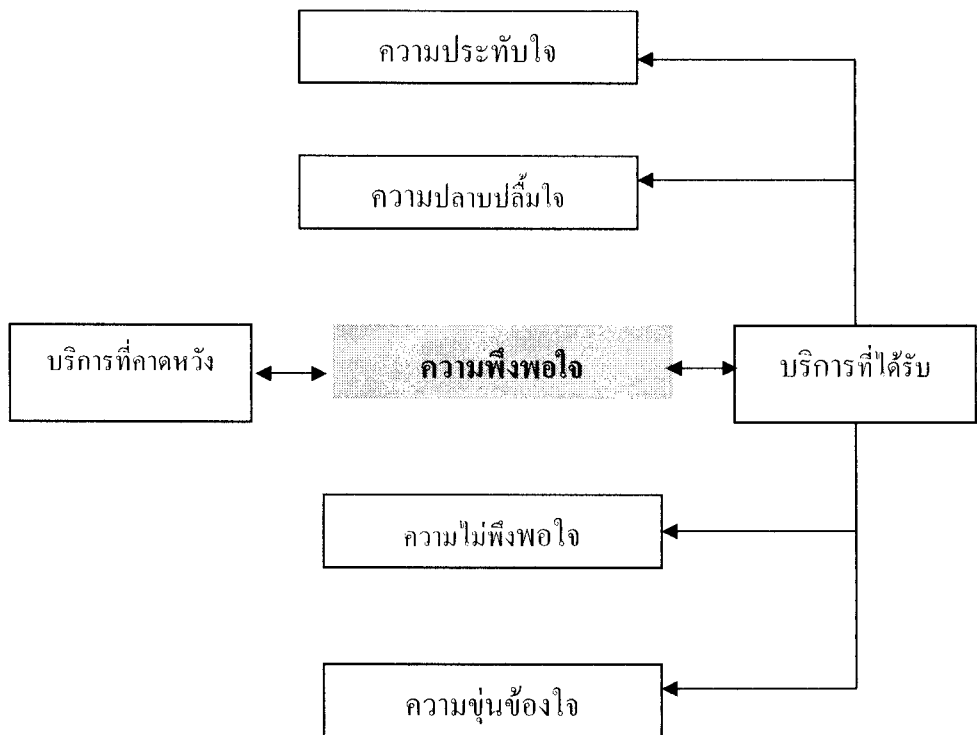 ความประทับใจ
ความปลาบปลื้มใจ
บริการที่คาดหวัง
ความพึงพอใจ
บริการที่ได้รับ
ความไม่พึงพอใจ
ความขุ่นข้องใจ